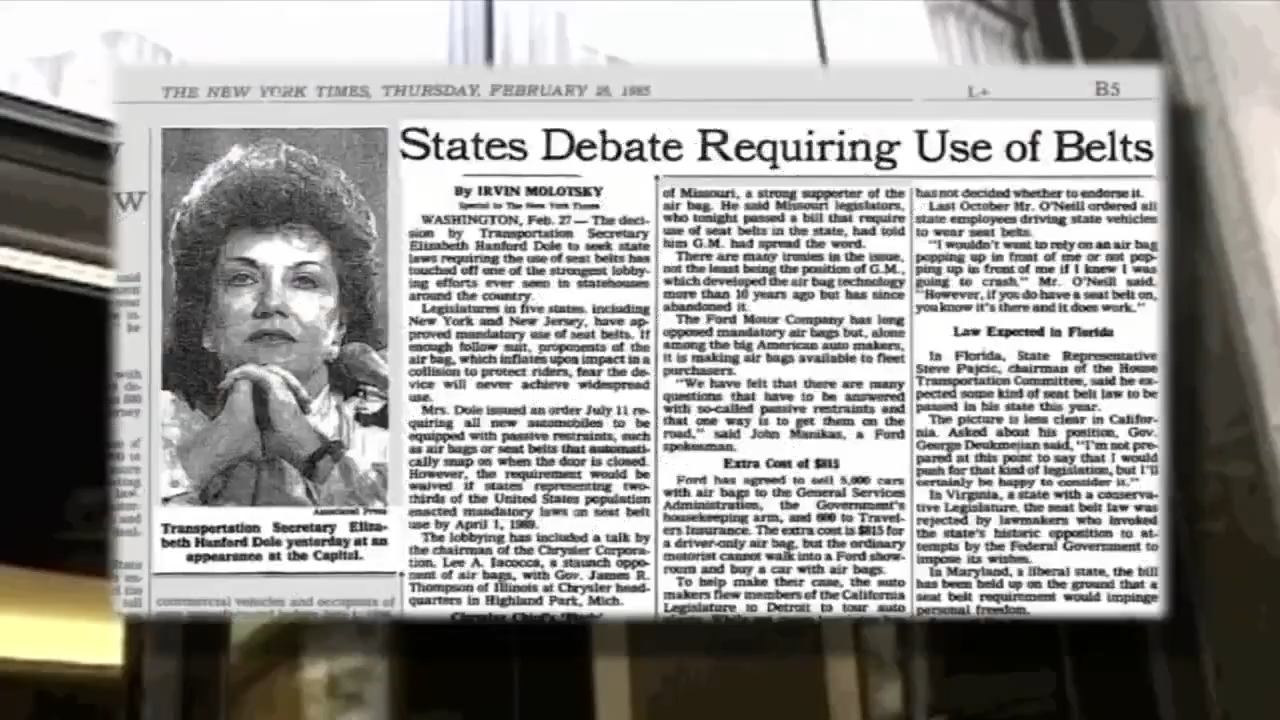 THE NEW YORK TIMES, THURSDAY, FEBRUARY 28, 1985
L+
B5
W
States Debate Requiring Use of Belts
Associated Press
Transportation Secretary Eliza-
beth Hanford Dole yesterday at an
appearance at the Capital.
commercial vehicles and occupants of
By IRVIN MOLOTSKY
Special to The New York Times
WASHINGTON, Feb. 27 — The deci-
sion by Transportation Secretary
Elizabeth Hanford Dole to seek state
laws requiring the use of seat belts has
touched off one of the strongest lobby-
ing efforts ever seen in statehouses
around the country.
Legislatures in five states, including
New York and New Jersey, have ap-
proved mandatory use of seat belts. If
enough follow suit, proponents of the
air bag, which inflates upon impact in a
collision to protect riders, fear the de-
vice will never achieve widespread
use.
Mrs. Dole issued an order July 11 re-
quiring all new automobiles to be
equipped with passive restraints, such
as air bags or seat belts that automati-
cally snap on when the door is closed.
However, the requirement would be
waived if states representing two-
thirds of the United States population
enacted mandatory laws on seat belt
use by April 1, 1989.
The lobbying has included a talk by
the chairman of the Chrysler Corpora-
tion, Lee A. Iacocca, a staunch oppo-
nent of air bags, with Gov. James R.
Thompson of Illinois at Chrysler head-
quarters in Highland Park, Mich.
of Missouri, a strong supporter of the
air bag. He said Missouri legislators,
who tonight passed a bill that require
use of seat belts in the state, had told
him G.M. had spread the word.
There are many ironies in the issue,
not the least being the position of G.M.,
which developed the air bag technology
more than 10 years ago but has since
abandoned it.
The Ford Motor Company has long
opposed mandatory air bags but, alone
among the big American auto makers,
it is making air bags available to fleet
purchasers.
"We have felt that there are many
questions that have to be answered
with so-called passive restraints and
that one way is to get them on the
road," said John Manikas, a Ford
spokesman.
Extra Cost of $815
Ford has agreed to sell 5,000 cars
with air bags to the General Services
Administration, the Government's
housekeeping arm, and 600 to Travel-
ers Insurance. The extra cost is $815 for
a driver-only air bag, but the ordinary
motorist cannot walk into a Ford show-
room and buy a car with air bags.
To help make their case, the auto
makers flew members of the California
Legislature to Detroit to tour auto
has not decided whether to endorse it.
Last October Mr. O'Neill ordered all
state employees driving state vehicles
to wear seat belts.
"I wouldn't want to rely on an air bag
popping up in front of me or not pop-
ping up in front of me if I knew I was
going to crash," Mr. O'Neill said.
"However, if you do have a seat belt on,
you know it's there and it does work."
Law Expected in Florida
In Florida, State Representative
Steve Pajcic, chairman of the House
Transportation Committee, said he ex-
pected some kind of seat belt law to be
passed in his state this year.
The picture is less clear in Califor-
nia. Asked about his position, Gov.
George Deukmejian said, "I'm not pre-
pared at this point to say that I would
push for that kind of legislation, but I'll
certainly be happy to consider it."
In Virginia, a state with a conserva-
tive Legislature, the seat belt law was
rejected by lawmakers who invoked
the state's historic opposition to at-
tempts by the Federal Government to
impose its wishes.
In Maryland, a liberal state, the bill
has been held up on the ground that a
seat belt requirement would impinge
personal freedom.